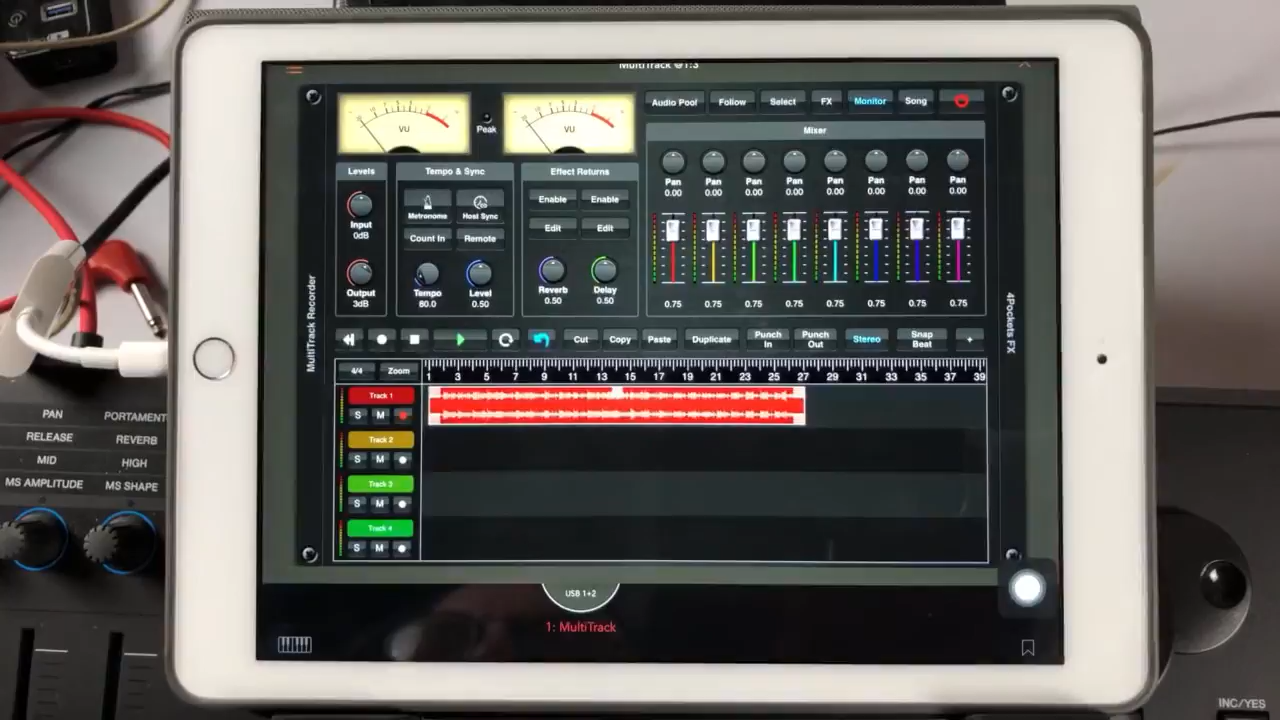 MultiTrack @1:3
Audio Pool Follow Select FX Monitor Song
VU Peak VU
Mixer
Levels Tempo & Sync Effect Returns
Pan Pan Pan Pan Pan Pan Pan Pan
0.00 0.00 0.00 0.00 0.00 0.00 0.00 0.00
Metronome Host Sync Enable Enable
Input
0dB
Count In Remote Edit Edit
Output
3dB
Tempo Level Reverb Delay
80.0 0.50 0.50 0.50
0.75 0.75 0.75 0.75 0.75 0.75 0.75 0.75
MultiTrack Recorder
4Pockets FX
Cut Copy Paste Duplicate Punch In Punch Out Stereo Snap Beat +
4/4 Zoom 1 3 5 7 9 11 13 15 17 19 21 23 25 27 29 31 33 35 37 39
Track 1
S M
Track 2
S M
Track 3
S M
Track 4
S M
USB 1+2
1: MultiTrack
PAN PORTAMENT
RELEASE REVERB
MID HIGH
MS AMPLITUDE MS SHAPE
INC/YES